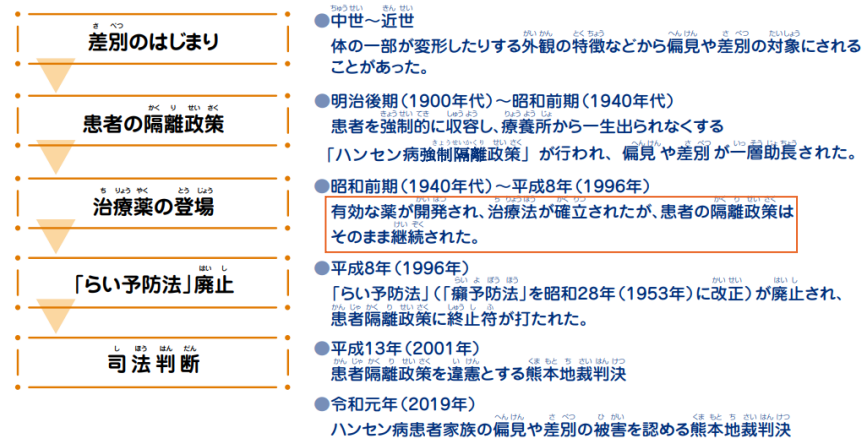 差別のはじまり
●中世～近世
体の一部が変形したりする外観の特徴などから偏見や差別の対象にされる
ことがあった。
患者の隔離政策
●明治後期（1900年代）～昭和前期（1940年代）
患者を強制的に収容し、療養所から一生出られなくする
「ハンセン病強制隔離政策」が行われ、偏見や差別が一層助長された。
治療薬の登場
●昭和前期（1940年代）～平成8年（1996年）
有効な薬が開発され、治療法が確立されたが、患者の隔離政策は
そのまま継続された。
「らい予防法」廃止
●平成8年（1996年）
「らい予防法」（「癩予防法」を昭和28年（1953年）に改正）が廃止され、
患者隔離政策に終止符が打たれた。
司法判断
●平成13年（2001年）
患者隔離政策を違憲とする熊本地裁判決
●令和元年（2019年）
ハンセン病患者家族の偏見や差別の被害を認める熊本地裁判決